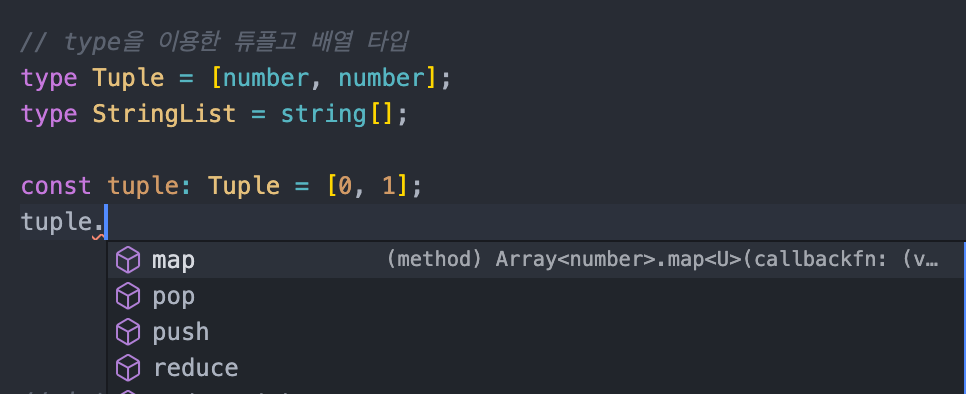 // type을 이용한 튜플고 배열 타입
type Tuple = [number, number];
type StringList = string[];
const tuple: Tuple = [0, 1];
tuple.
map (method) Array<number>.map<U>(callbackfn: (v…
pop
push
reduce